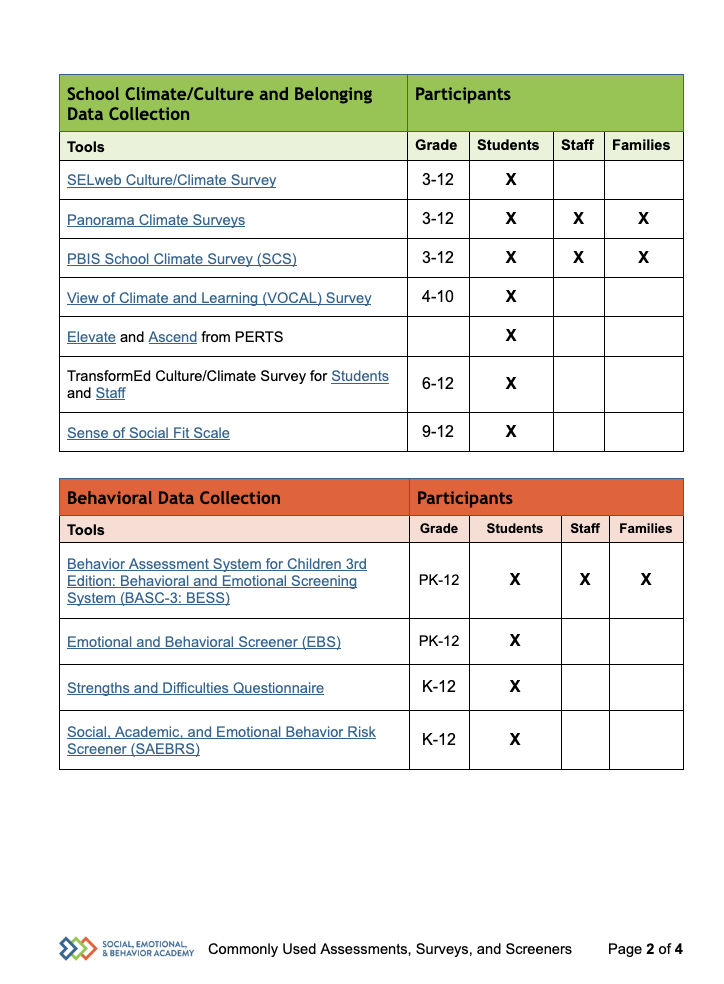 School Climate/Culture and Belonging
Data Collection
Participants
Tools
Grade
Students
Staff
Families
SELweb Culture/Climate Survey
3-12
X
Panorama Climate Surveys
3-12
X
X
X
PBIS School Climate Survey (SCS)
3-12
X
X
X
View of Climate and Learning (VOCAL) Survey
4-10
X
Elevate and Ascend from PERTS
X
TransformEd Culture/Climate Survey for Students
and Staff
6-12
X
Sense of Social Fit Scale
9-12
X
Behavioral Data Collection
Participants
Tools
Grade
Students
Staff
Families
Behavior Assessment System for Children 3rd
Edition: Behavioral and Emotional Screening
System (BASC-3: BESS)
PK-12
X
X
X
Emotional and Behavioral Screener (EBS)
PK-12
X
Strengths and Difficulties Questionnaire
K-12
X
Social, Academic, and Emotional Behavior Risk
Screener (SAEBRS)
K-12
X
SOCIAL, EMOTIONAL,
& BEHAVIOR ACADEMY
Commonly Used Assessments, Surveys, and Screeners
Page 2 of 4